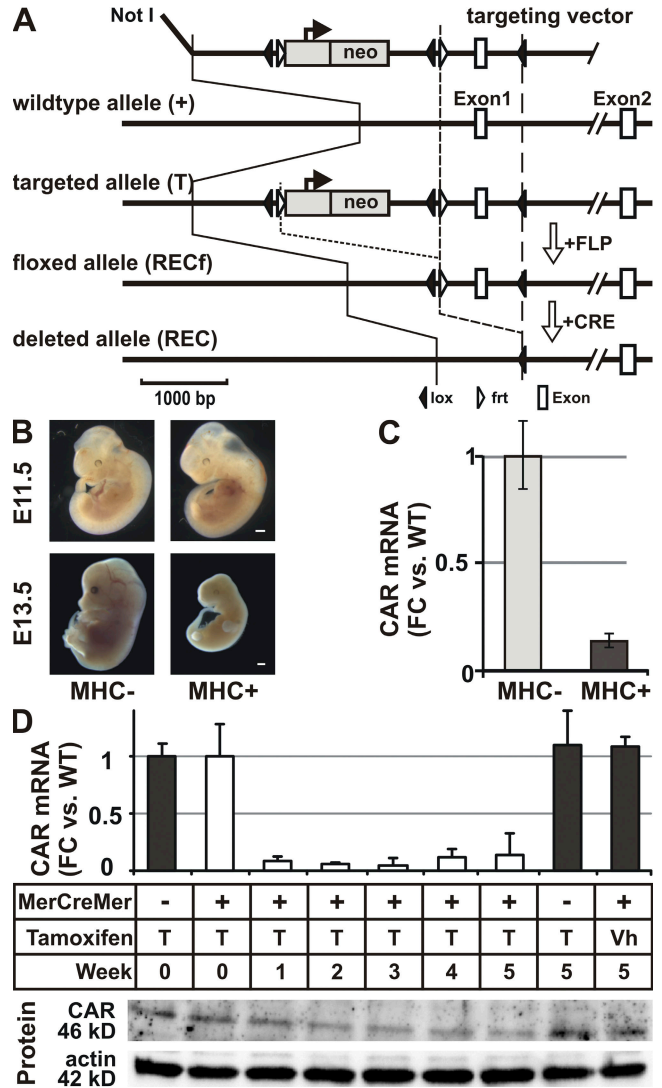 A
Not I
targeting vector
neo
wildtype allele (+)
Exon1
Exon2
targeted allele (T)
neo
+FLP
floxed allele (RECf)
+CRE
deleted allele (REC)
1000 bp
lox
frt
Exon
B
E11.5
E13.5
MHC-
MHC+
C
CAR mRNA
(FC vs. WT)
1
0.5
0
MHC-
MHC+
D
CAR mRNA
(FC vs. WT)
1
0.5
0
MerCreMer - + + + + + + - +
Tamoxifen T T T T T T T T Vh
Week 0 0 1 2 3 4 5 5 5
Protein
CAR
46 kD
actin
42 kD